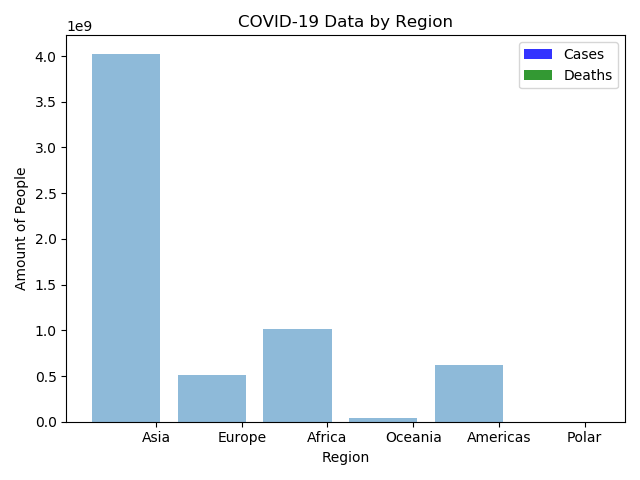 COVID-19 Data by Region
1e9
Cases
Deaths
4.0
3.5
3.0
2.5
2.0
1.5
1.0
0.5
0.0
Amount of People
Asia Europe Africa Oceania Americas Polar
Region